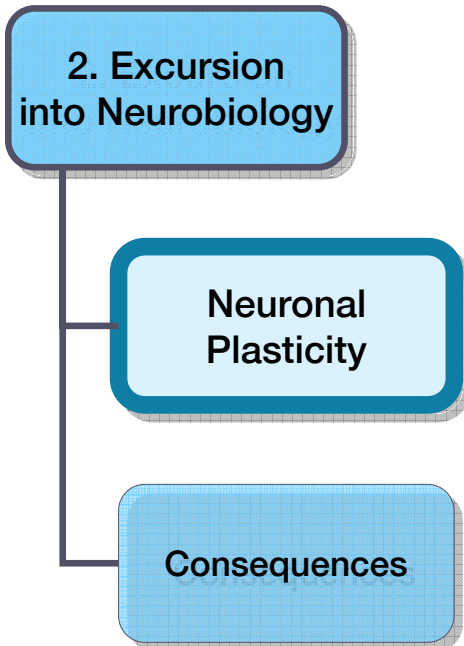 2. Excursion
into Neurobiology
Neuronal
Plasticity
Consequences